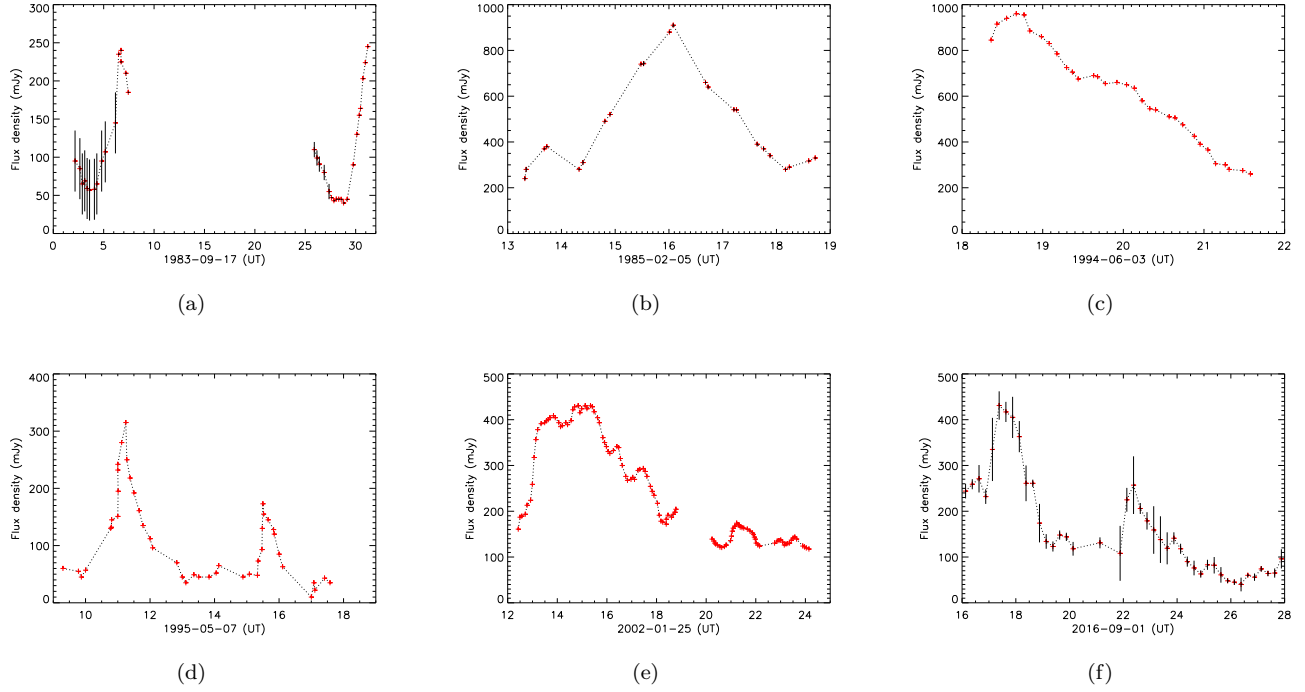 Flux density (mJy)
300
250
200
150
100
50
0
0 5 10 15 20 25 30
1983-09-17 (UT)
(a)
Flux density (mJy)
1000
800
600
400
200
0
13 14 15 16 17 18 19
1985-02-05 (UT)
(b)
Flux density (mJy)
1000
800
600
400
200
0
18 19 20 21 22
1994-06-03 (UT)
(c)
Flux density (mJy)
400
300
200
100
0
10 12 14 16 18
1995-05-07 (UT)
(d)
Flux density (mJy)
500
400
300
200
100
0
12 14 16 18 20 22 24
2002-01-25 (UT)
(e)
Flux density (mJy)
500
400
300
200
100
0
16 18 20 22 24 26 28
2016-09-01 (UT)
(f)